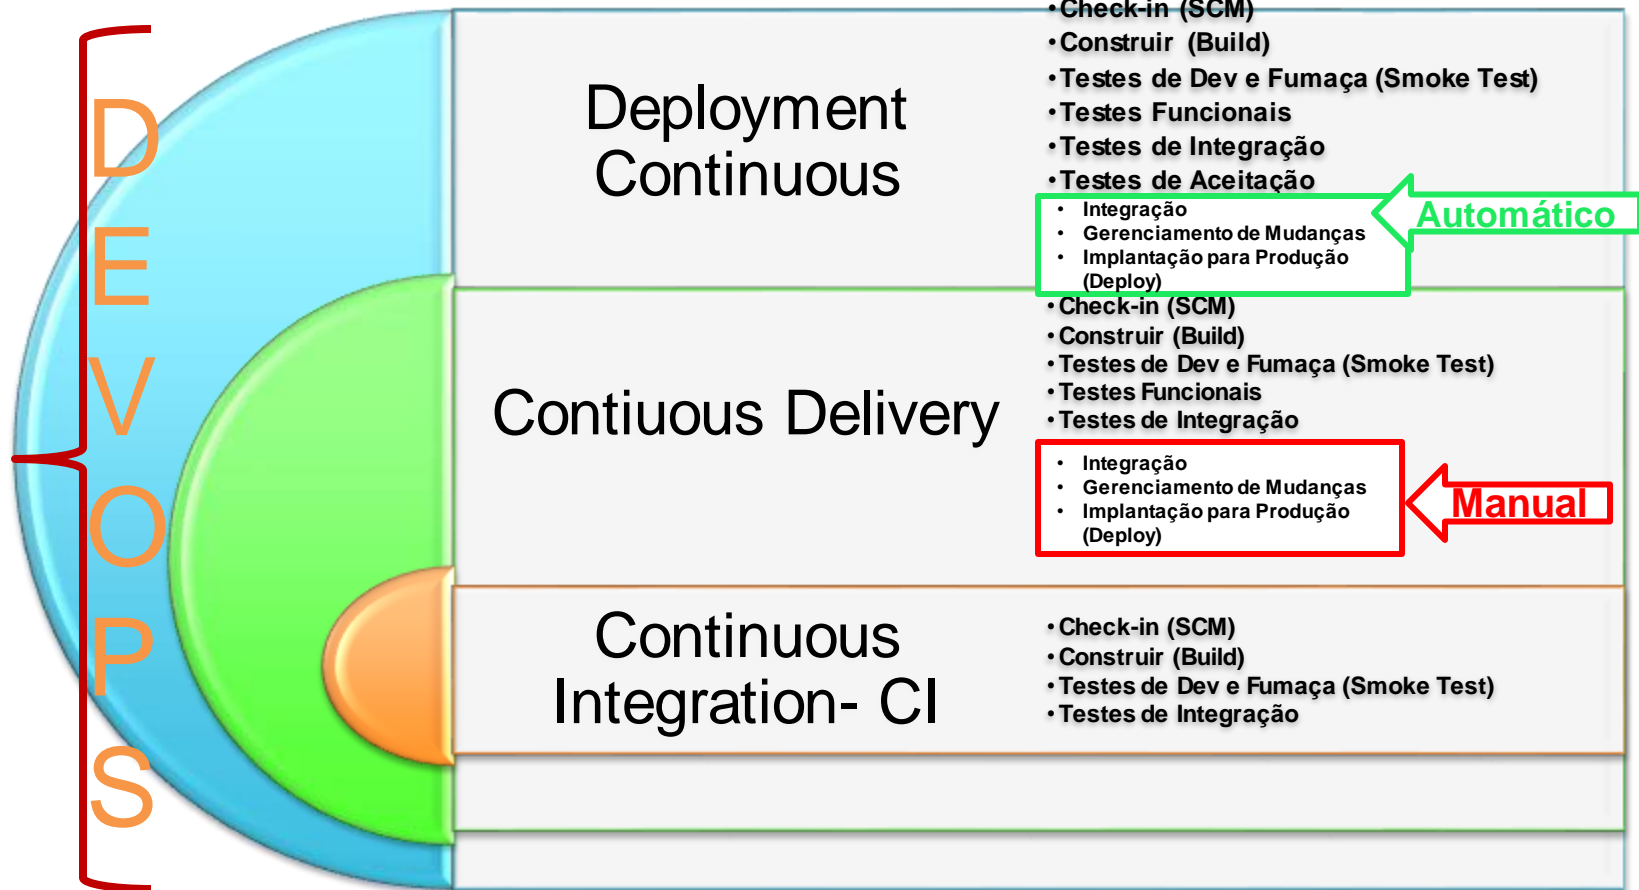 DEVOPS
Deployment
Continuous
•Check-in (SCM)
•Construir (Build)
•Testes de Dev e Fumaça (Smoke Test)
•Testes Funcionais
•Testes de Integração
•Testes de Aceitação
• Integração
• Gerenciamento de Mudanças
• Implantação para Produção
(Deploy)
Automático
Contiuous Delivery
•Check-in (SCM)
•Construir (Build)
•Testes de Dev e Fumaça (Smoke Test)
•Testes Funcionais
•Testes de Integração
• Integração
• Gerenciamento de Mudanças
• Implantação para Produção
(Deploy)
Manual
Continuous
Integration- CI
•Check-in (SCM)
•Construir (Build)
•Testes de Dev e Fumaça (Smoke Test)
•Testes de Integração